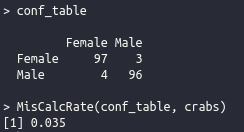 > conf_table
Female Male
Female 97 3
Male 4 96
> MisCalcRate(conf_table, crabs)
[1] 0.035